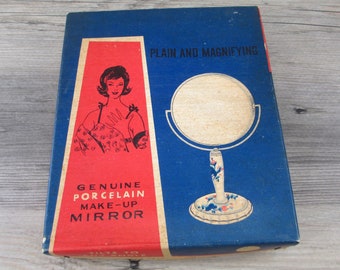 PLAIN AND MAGNIFYING
GENUINE
PORCELAIN
MAKE-UP
MIRROR